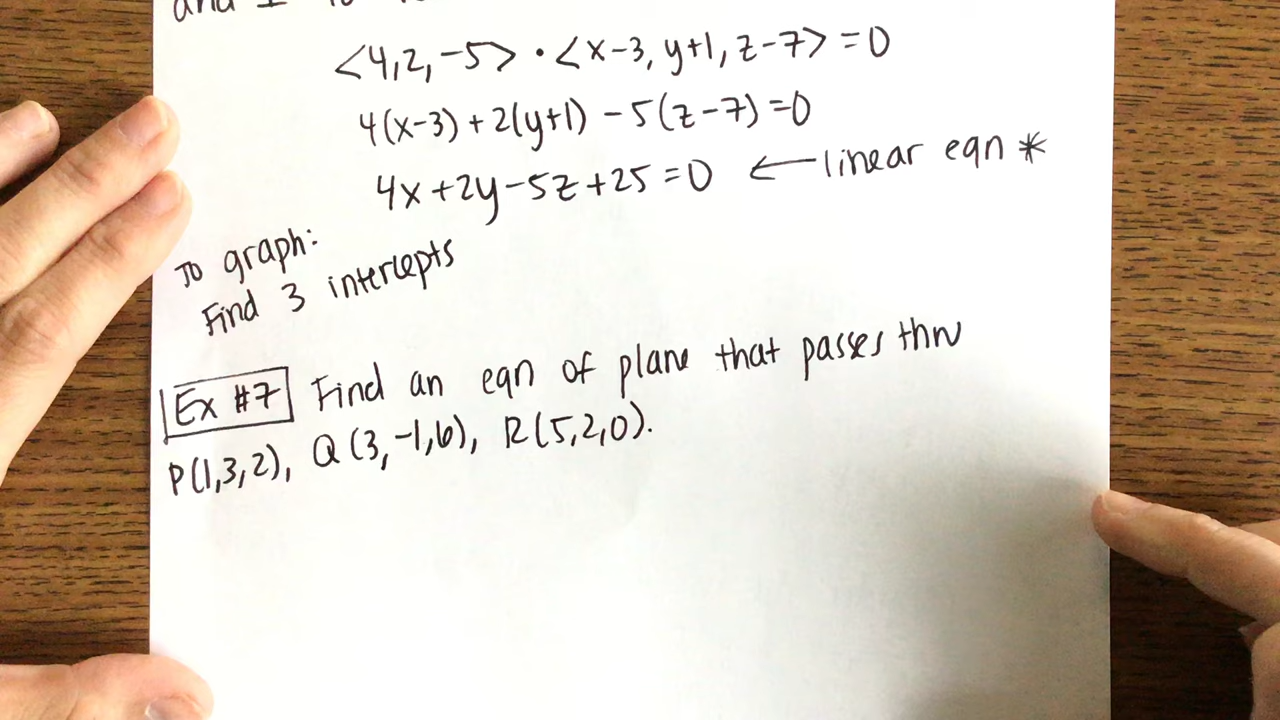 and
<4,2,-5> · <x-3, y+1, z-7> = 0
4(x-3) + 2(y+1) - 5(z-7) = 0
4x + 2y - 5z + 25 = 0 ← linear eqn *
To graph:
Find 3 intercepts
Ex #7 Find an eqn of plane that passes thru
P(1,3,2), Q(3,-1,6), R(5,2,0).